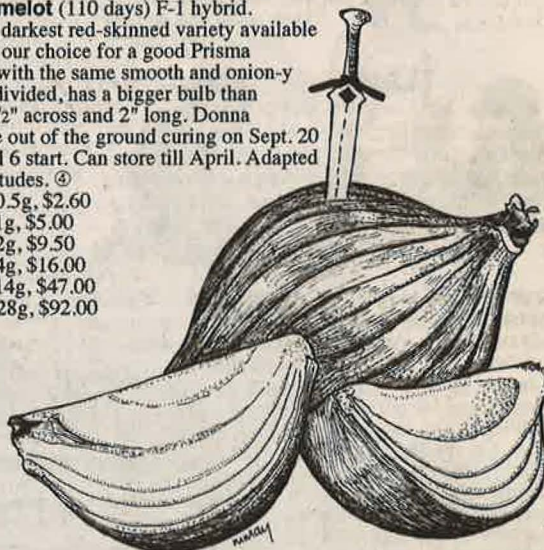 melot (110 days) F-1 hybrid.
darkest red-skinned variety available
our choice for a good Prisma
with the same smooth and onion-y
divided, has a bigger bulb than
/2" across and 2" long. Donna
out of the ground curing on Sept. 20
6 start. Can store till April. Adapted
tudes. ④
0.5g, $2.60
1g, $5.00
2g, $9.50
4g, $16.00
14g, $47.00
28g, $92.00